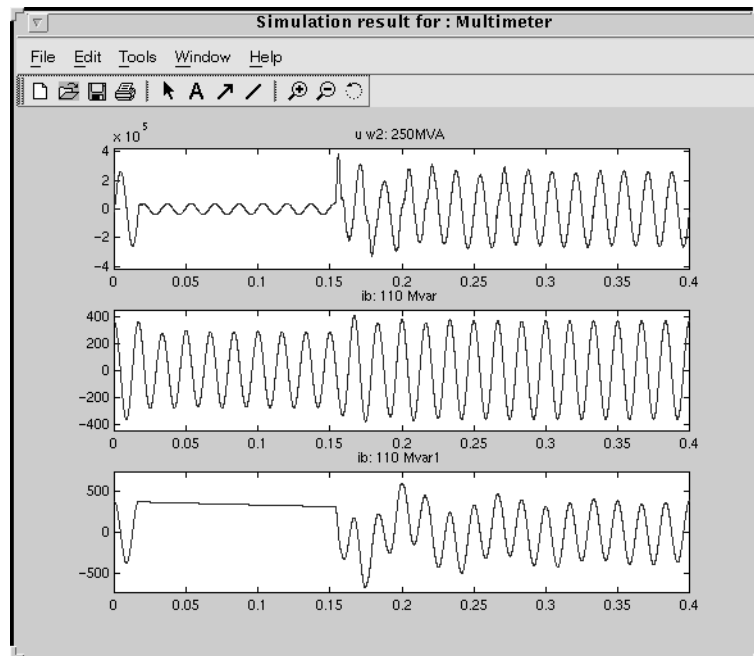 Simulation result for : Multimeter
File Edit Tools Window Help
x 10^5
u w2: 250MVA
4
2
0
−2
−4
0 0.05 0.1 0.15 0.2 0.25 0.3 0.35 0.4
ib: 110 Mvar
400
200
0
−200
−400
0 0.05 0.1 0.15 0.2 0.25 0.3 0.35 0.4
ib: 110 Mvar1
500
0
−500
0 0.05 0.1 0.15 0.2 0.25 0.3 0.35 0.4